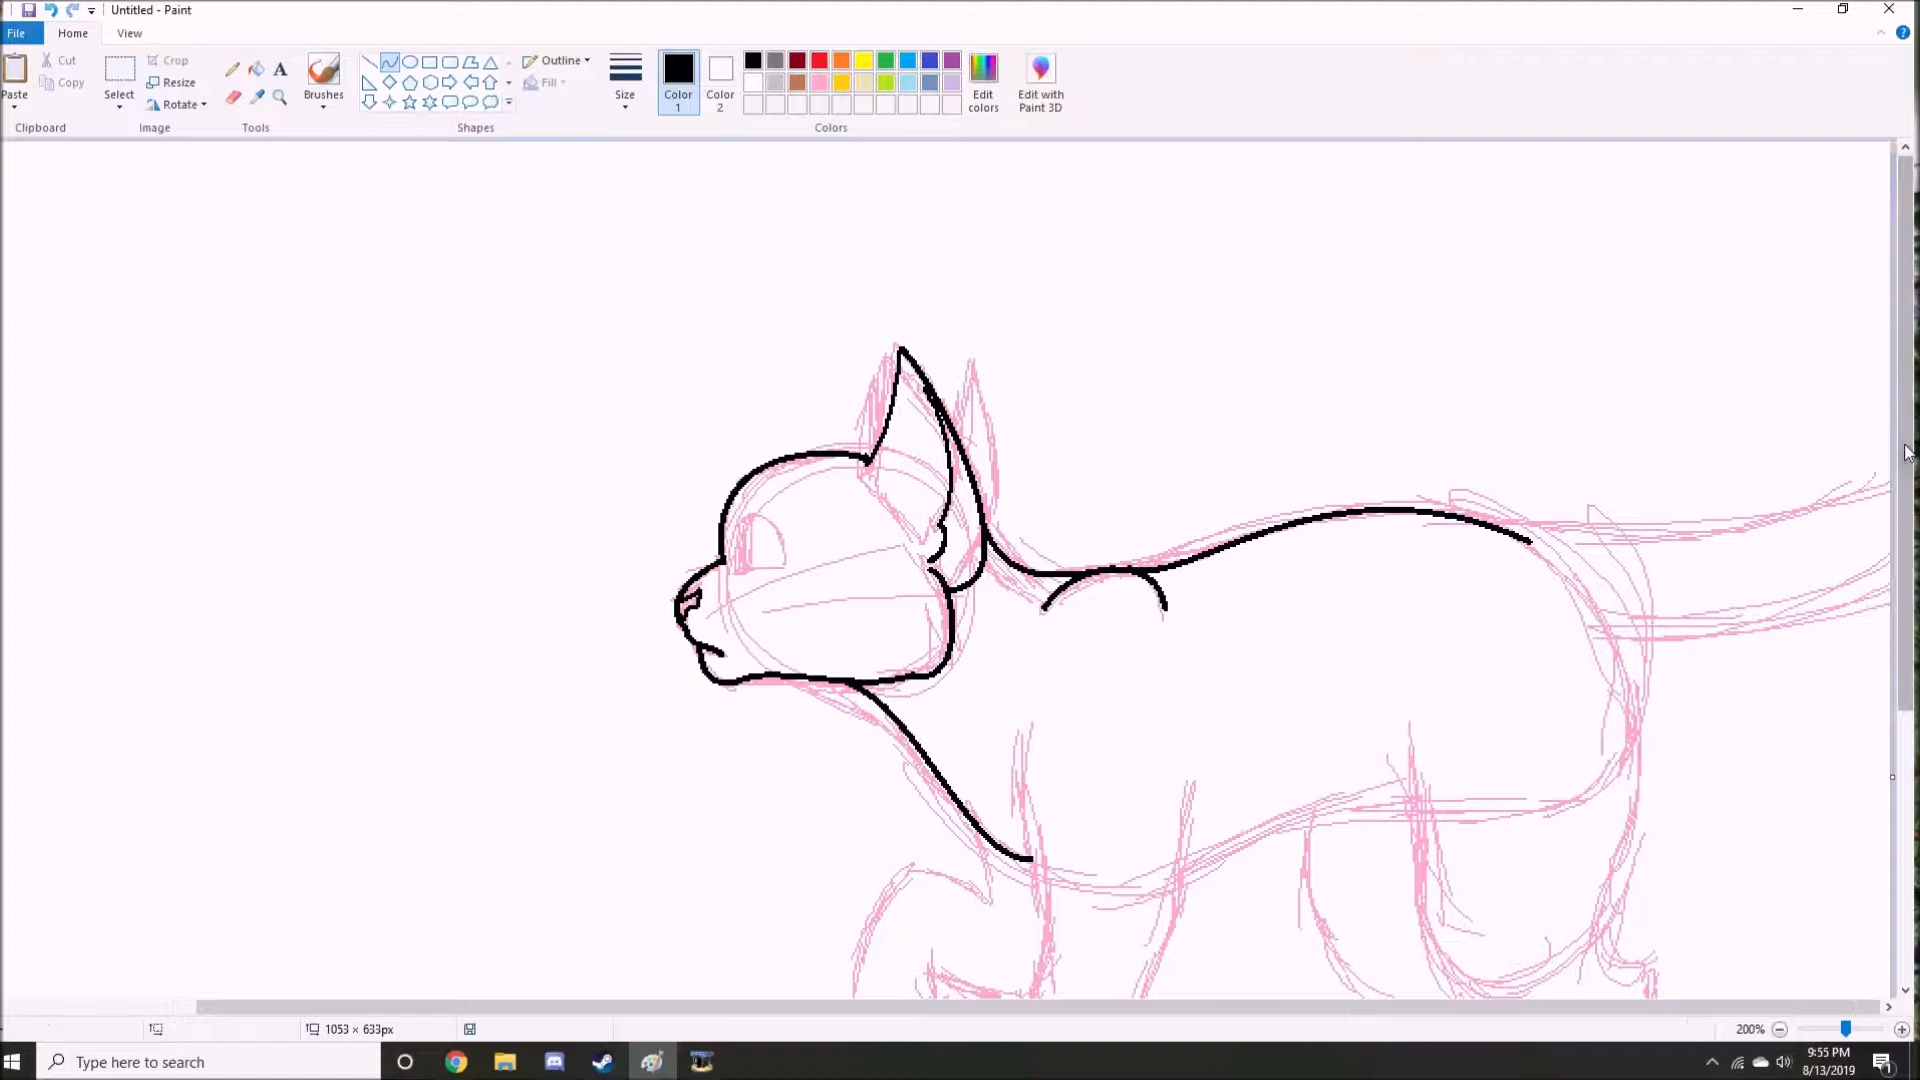 Untitled - Paint
File Home View
Paste
Cut
Copy
Clipboard
Select
Crop
Resize
Rotate
Image
A
Tools
Brushes
Shapes
Outline
Fill
Size
Color 1
Color 2
Edit colors
Colors
Edit with Paint 3D
1053 × 633px
200%
Type here to search
9:55 PM
8/13/2019
1